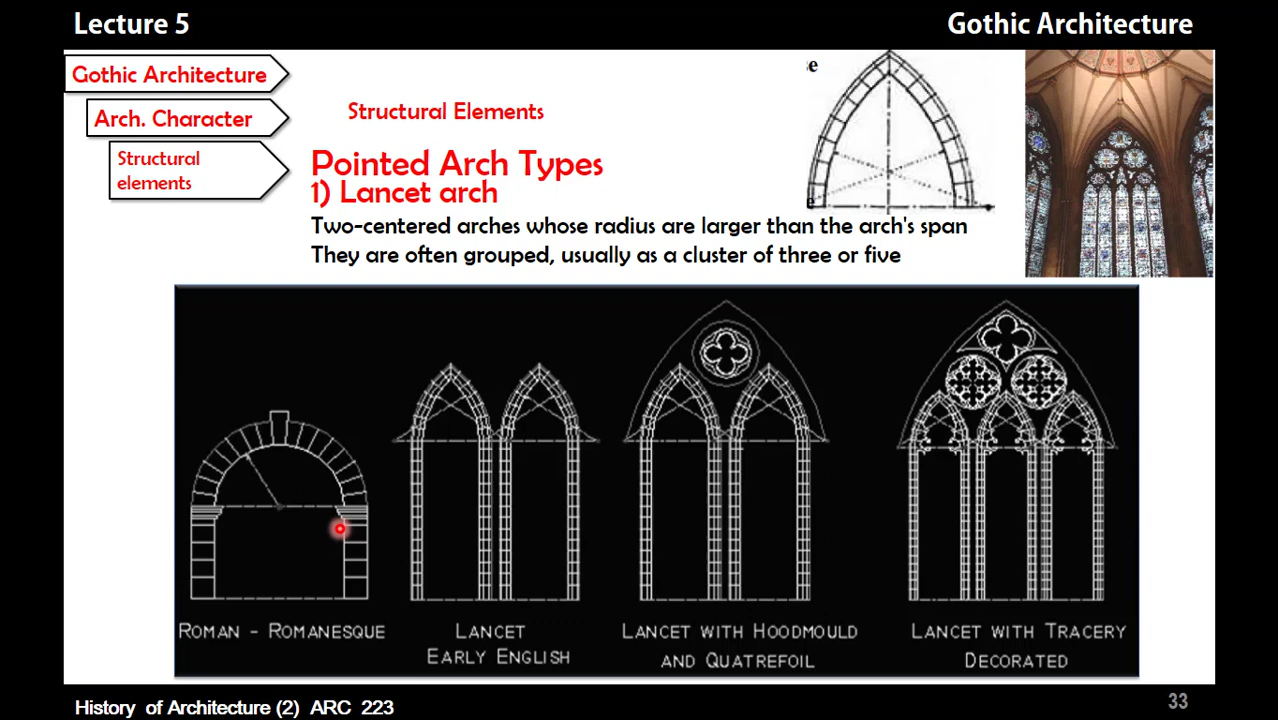 Lecture 5
Gothic Architecture
Gothic Architecture
Arch. Character
Structural
elements
Structural Elements
Pointed Arch Types
1) Lancet arch
Two-centered arches whose radius are larger than the arch's span
They are often grouped, usually as a cluster of three or five
ROMAN - ROMANESQUE
LANCET
EARLY ENGLISH
LANCET WITH HOODMOULD
AND QUATREFOIL
LANCET WITH TRACERY
DECORATED
History of Architecture (2) ARC 223
33